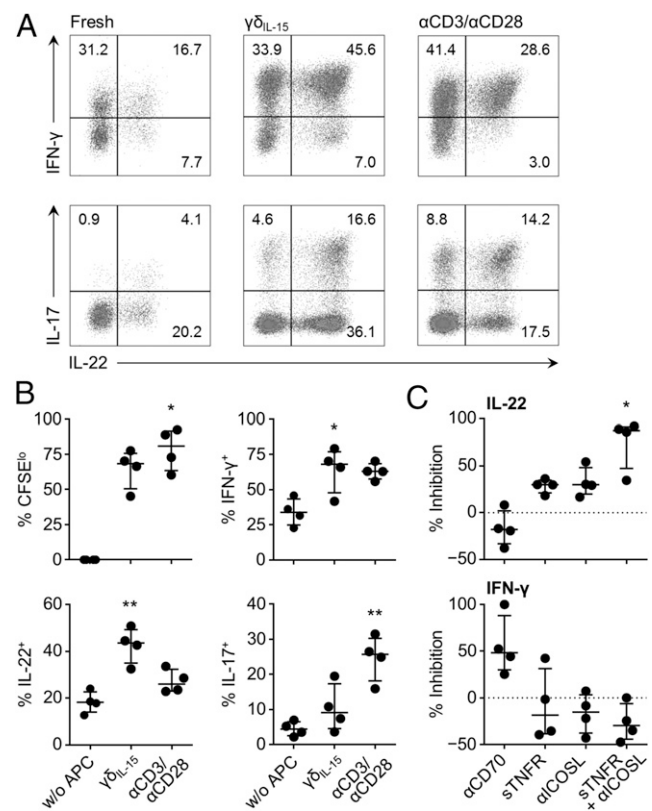 A
Fresh
γδIL-15
αCD3/αCD28
31.2
16.7
7.7
33.9
45.6
7.0
41.4
28.6
3.0
IFN-γ
0.9
4.1
20.2
4.6
16.6
36.1
8.8
14.2
17.5
IL-17
IL-22
B
100
75
50
25
0
% CFSElo
*
100
75
50
25
0
% IFN-γ+
*
60
40
20
0
% IL-22+
**
w/o APC
γδIL-15
αCD3/
αCD28
40
30
20
10
0
% IL-17+
**
w/o APC
γδIL-15
αCD3/
αCD28
C
IL-22
*
100
50
0
−50
% Inhibition
IFN-γ
100
50
0
−50
% Inhibition
αCD70
sTNFR
αICOSL
sTNFR
+ αICOSL